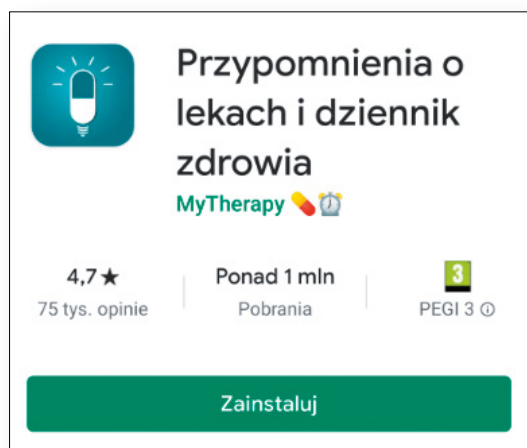 Przypomnienia o
lekach i dziennik
zdrowia
MyTherapy 💊⏰
4,7★
75 tys. opinie
Ponad 1 mln
Pobrania
3
PEGI 3 ⓘ
Zainstaluj